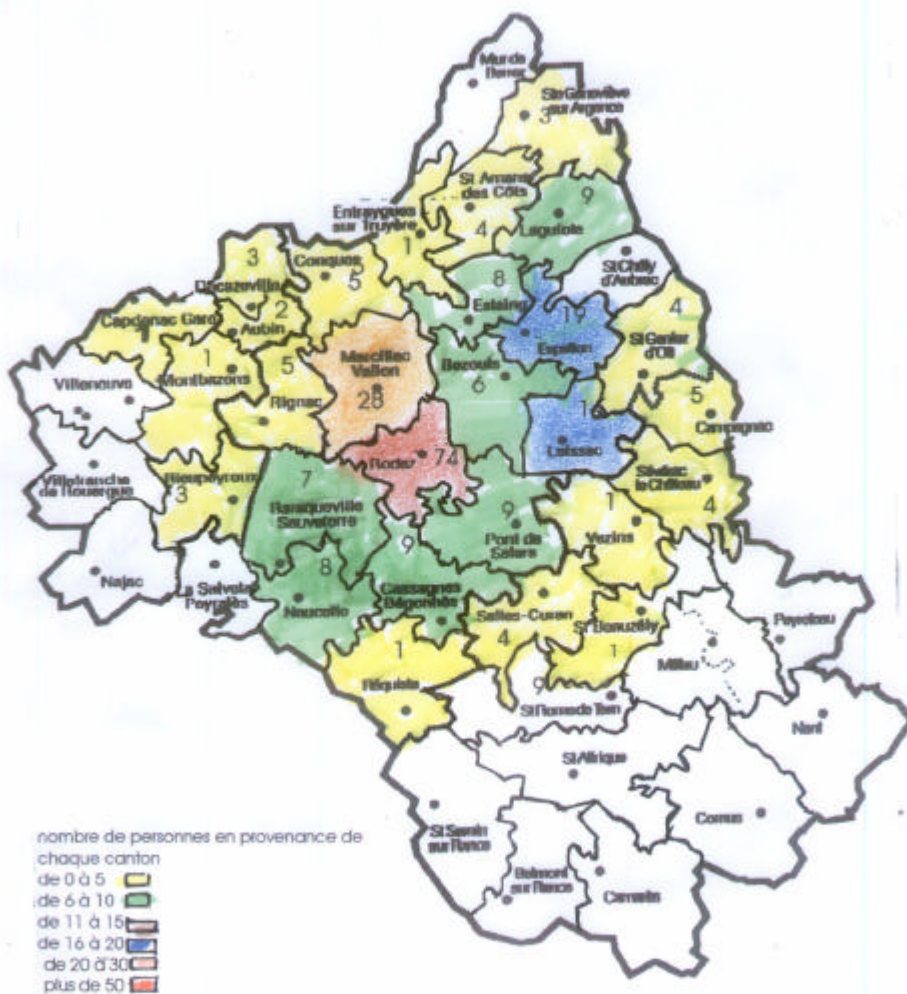 Mur de
Barrez
Ste Geneviève
sur Argence
3
St Amans
des Côts
4
9
Laguiole
Entraygues
sur Truyère
1
St Chély
d'Aubrac
Conques
5
3
Decazeville
2
Aubin
8
Estaing
19
Espalion
4
St Geniez
d'Olt
Capdenac Gare
1
Montbazens
5
Rignac
Marcillac
Vallon
28
Bozouls
6
Villeneuve
5
Campagnac
Laissac
Rodez
74
Villefranche
de Rouergue
Rieupeyroux
3
7
Baraqueville
Sauveterre
Sévérac
le Château
4
9
Pont de
Salars
1
Vezins
9
Cassagnes
Bégonhès
Najac
La Salvetat
Peyralès
8
Naucelle
Salles-Curan
4
St Beauzély
1
Peyreleau
Millau
1
Réquista
9
St Rome de Tarn
Nant
St Affrique
Cornus
St Sernin
sur Rance
Belmont
sur Rance
Camarès
nombre de personnes en provenance de
chaque canton
de 0 à 5
de 6 à 10
de 11 à 15
de 16 à 20
de 20 à 30
plus de 50